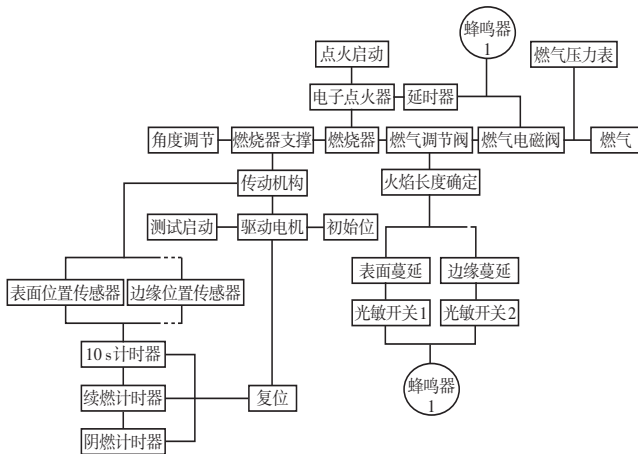 蜂鸣器
1
点火启动
燃气压力表
电子点火器
延时器
角度调节
燃烧器支撑
燃烧器
燃气调节阀
燃气电磁阀
燃气
传动机构
火焰长度确定
测试启动
驱动电机
初始位
表面蔓延
边缘蔓延
表面位置传感器
边缘位置传感器
光敏开关1
光敏开关2
10 s计时器
续燃计时器
复位
蜂鸣器
1
阴燃计时器